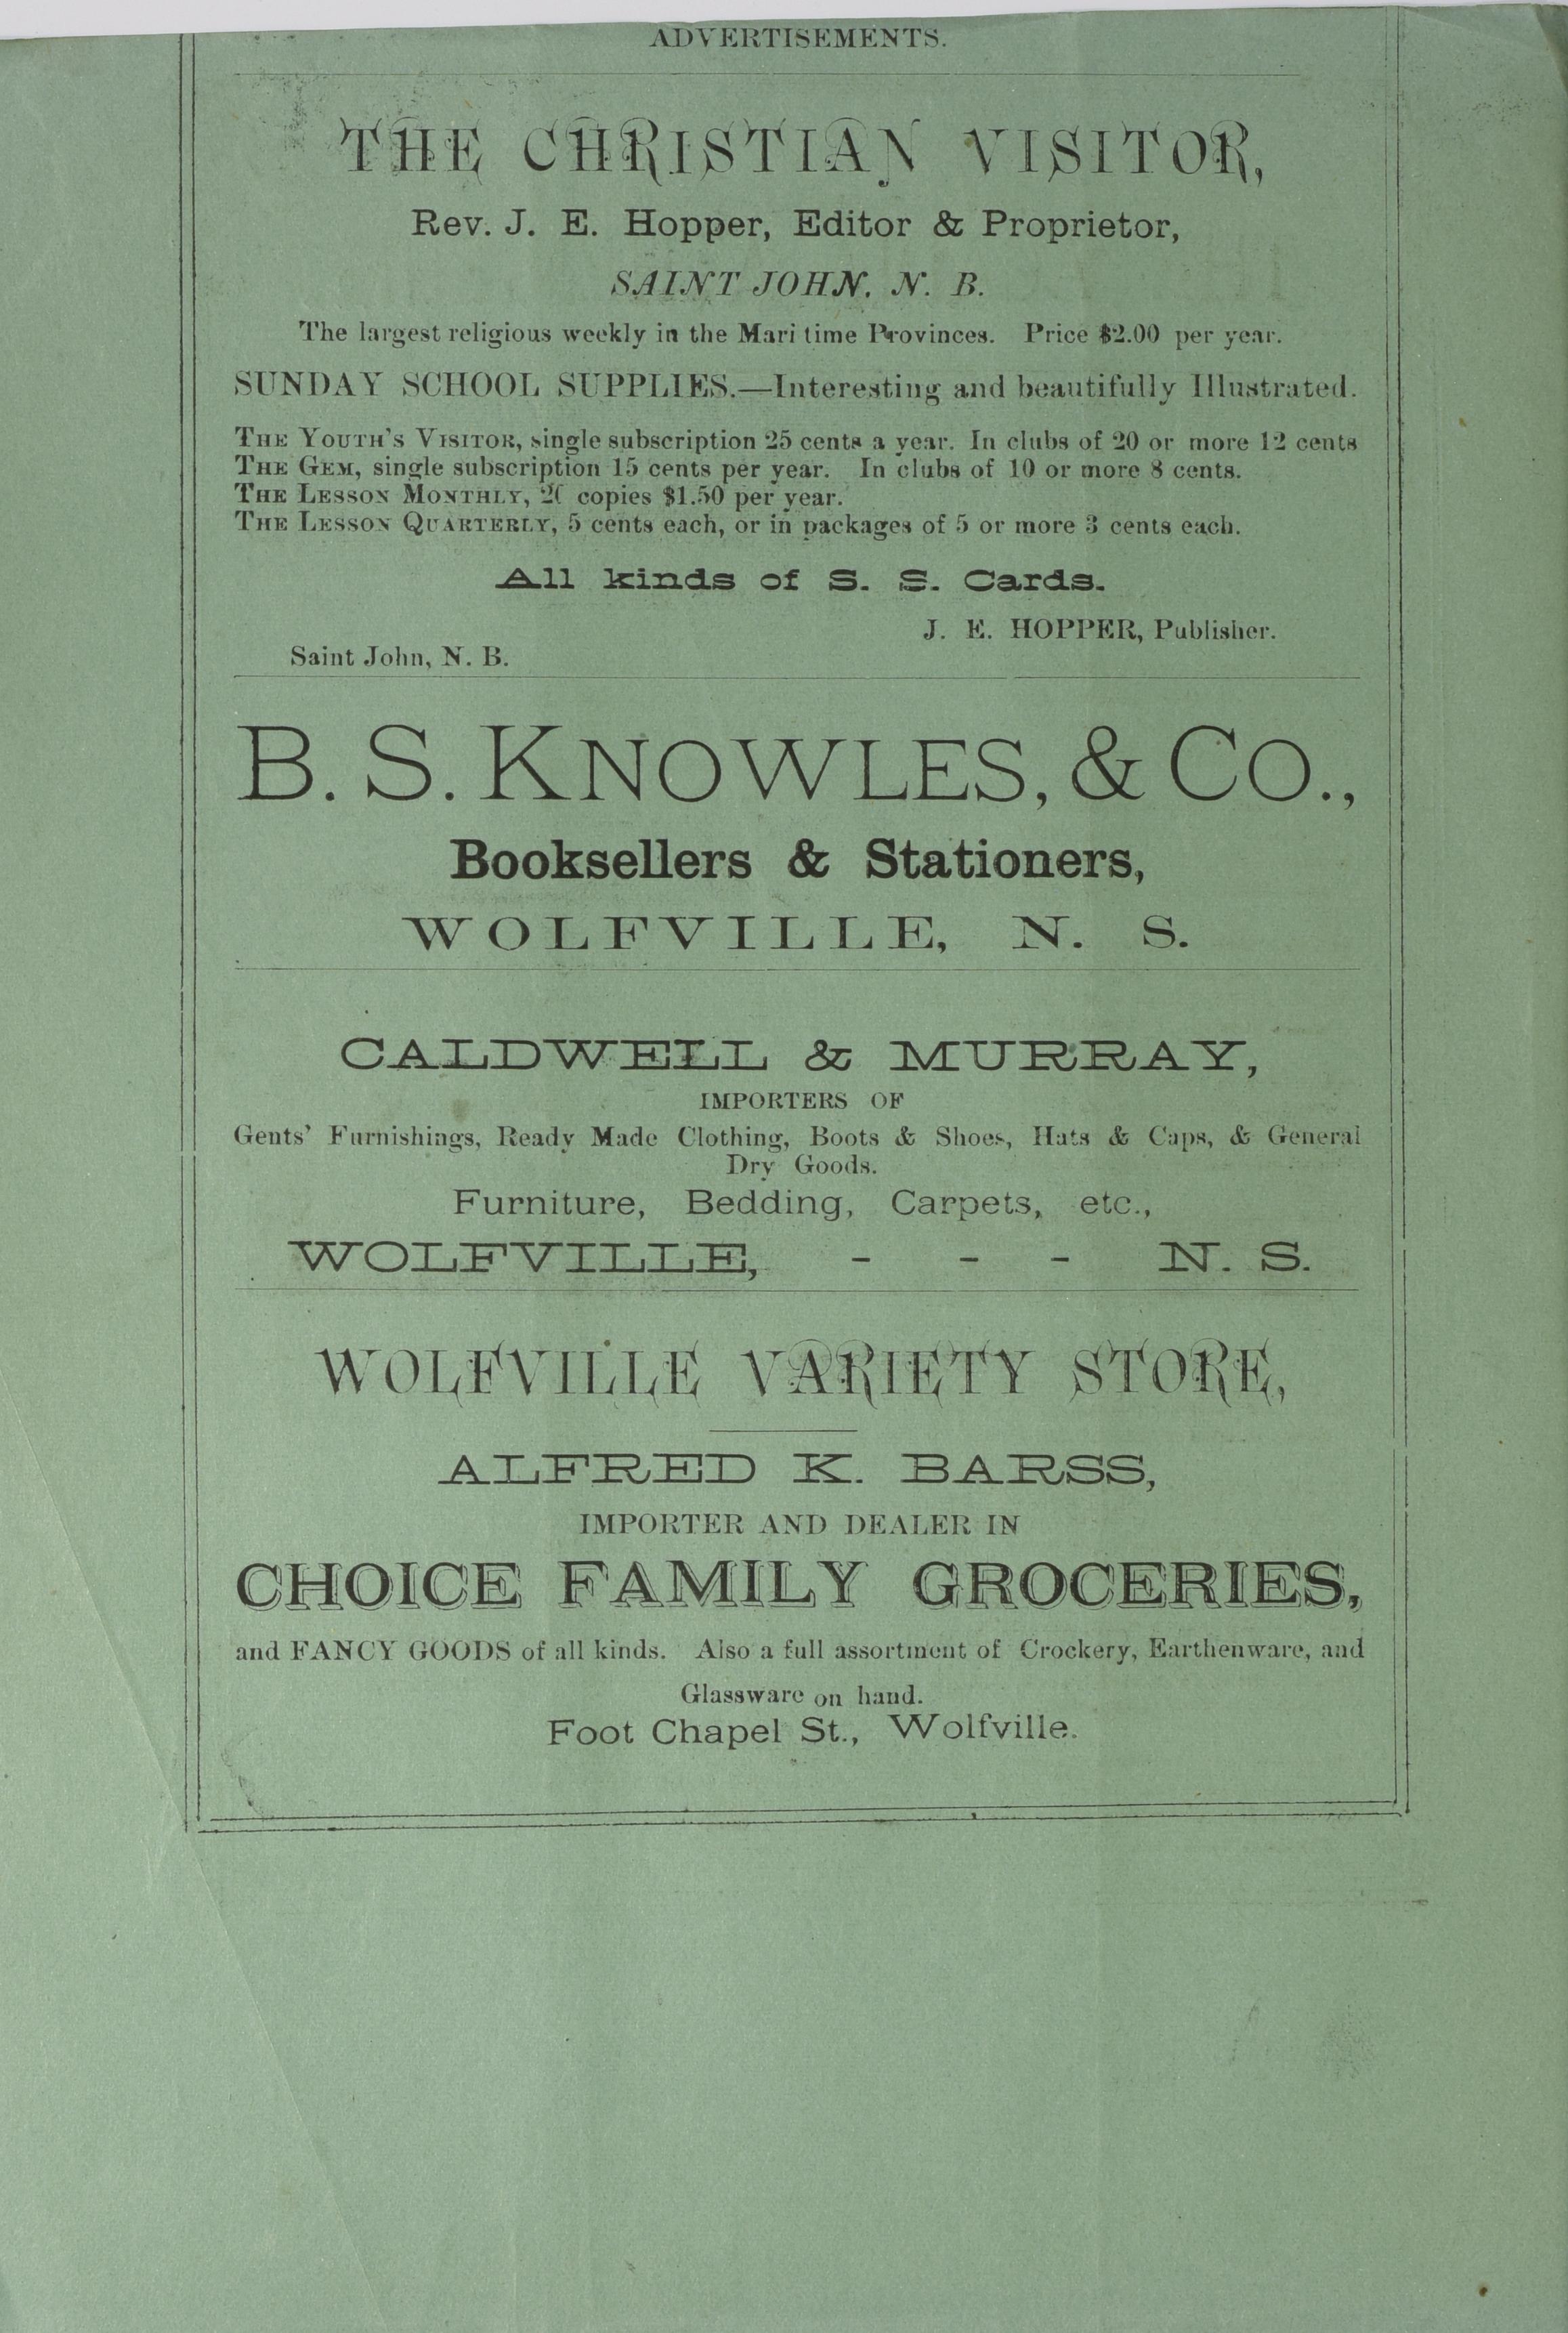 ADVERTISEMENTS.
THE CHRISTIAN VISITOR,
Rev. J. E. Hopper, Editor & Proprietor,
SAINT JOHN, N. B.
The largest religious weekly in the Mari time Provinces. Price $2.00 per year.
SUNDAY SCHOOL SUPPLIES.—Interesting and beautifully Illustrated.
THE YOUTH'S VISITOR, single subscription 25 cents a year. In clubs of 20 or more 12 cents
THE GEM, single subscription 15 cents per year. In clubs of 10 or more 8 cents.
THE LESSON MONTHLY, 20 copies $1.50 per year.
THE LESSON QUARTERLY, 5 cents each, or in packages of 5 or more 3 cents each.
All kinds of S. S. Cards.
J. E. HOPPER, Publisher.
Saint John, N. B.
B. S. KNOWLES, & CO.,
Booksellers & Stationers,
WOLFVILLE, N. S.
CALDWELL & MURRAY,
IMPORTERS OF
Gents' Furnishings, Ready Made Clothing, Boots & Shoes, Hats & Caps, & General
Dry Goods.
Furniture, Bedding, Carpets, etc.,
WOLFVILLE, - - - N. S.
WOLFVILLE VARIETY STORE,
ALFRED K. BARSS,
IMPORTER AND DEALER IN
CHOICE FAMILY GROCERIES,
and FANCY GOODS of all kinds. Also a full assortment of Crockery, Earthenware, and
Glassware on hand.
Foot Chapel St., Wolfville.